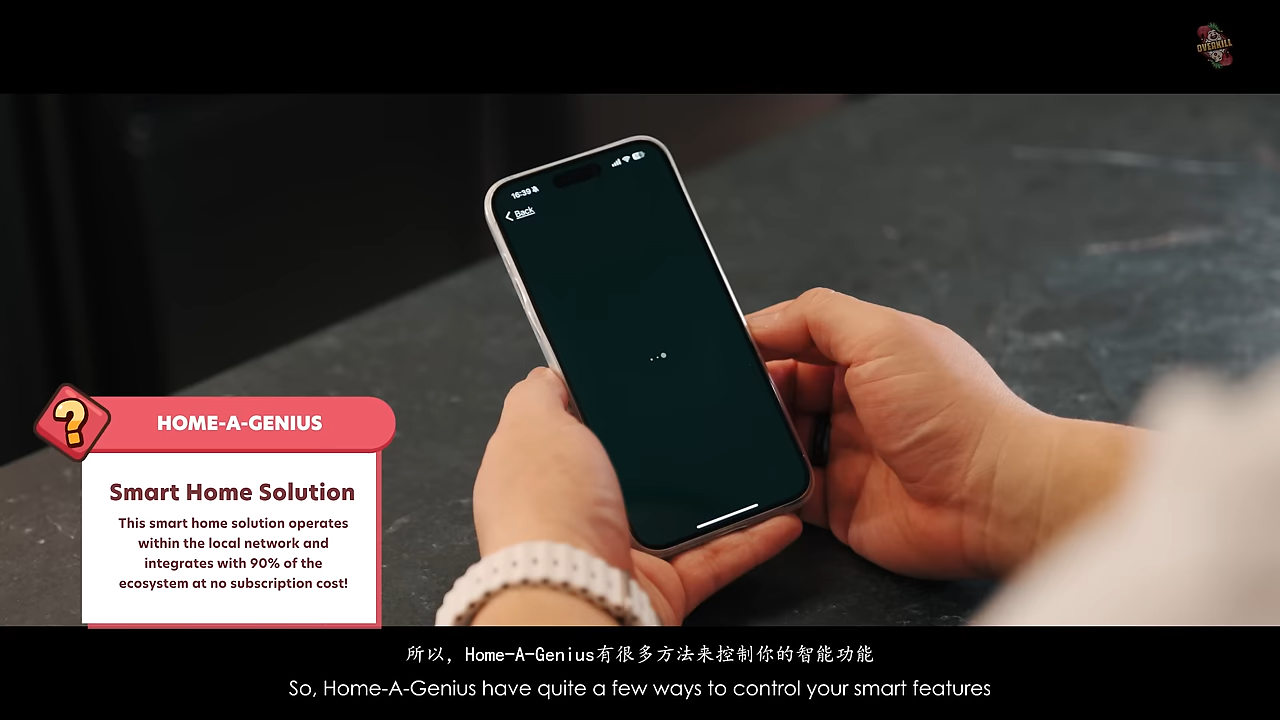 OVERKILL
16:39
Back
HOME-A-GENIUS
Smart Home Solution
This smart home solution operates
within the local network and
integrates with 90% of the
ecosystem at no subscription cost!
所以，Home-A-Genius有很多方法来控制你的智能功能
So, Home-A-Genius have quite a few ways to control your smart features